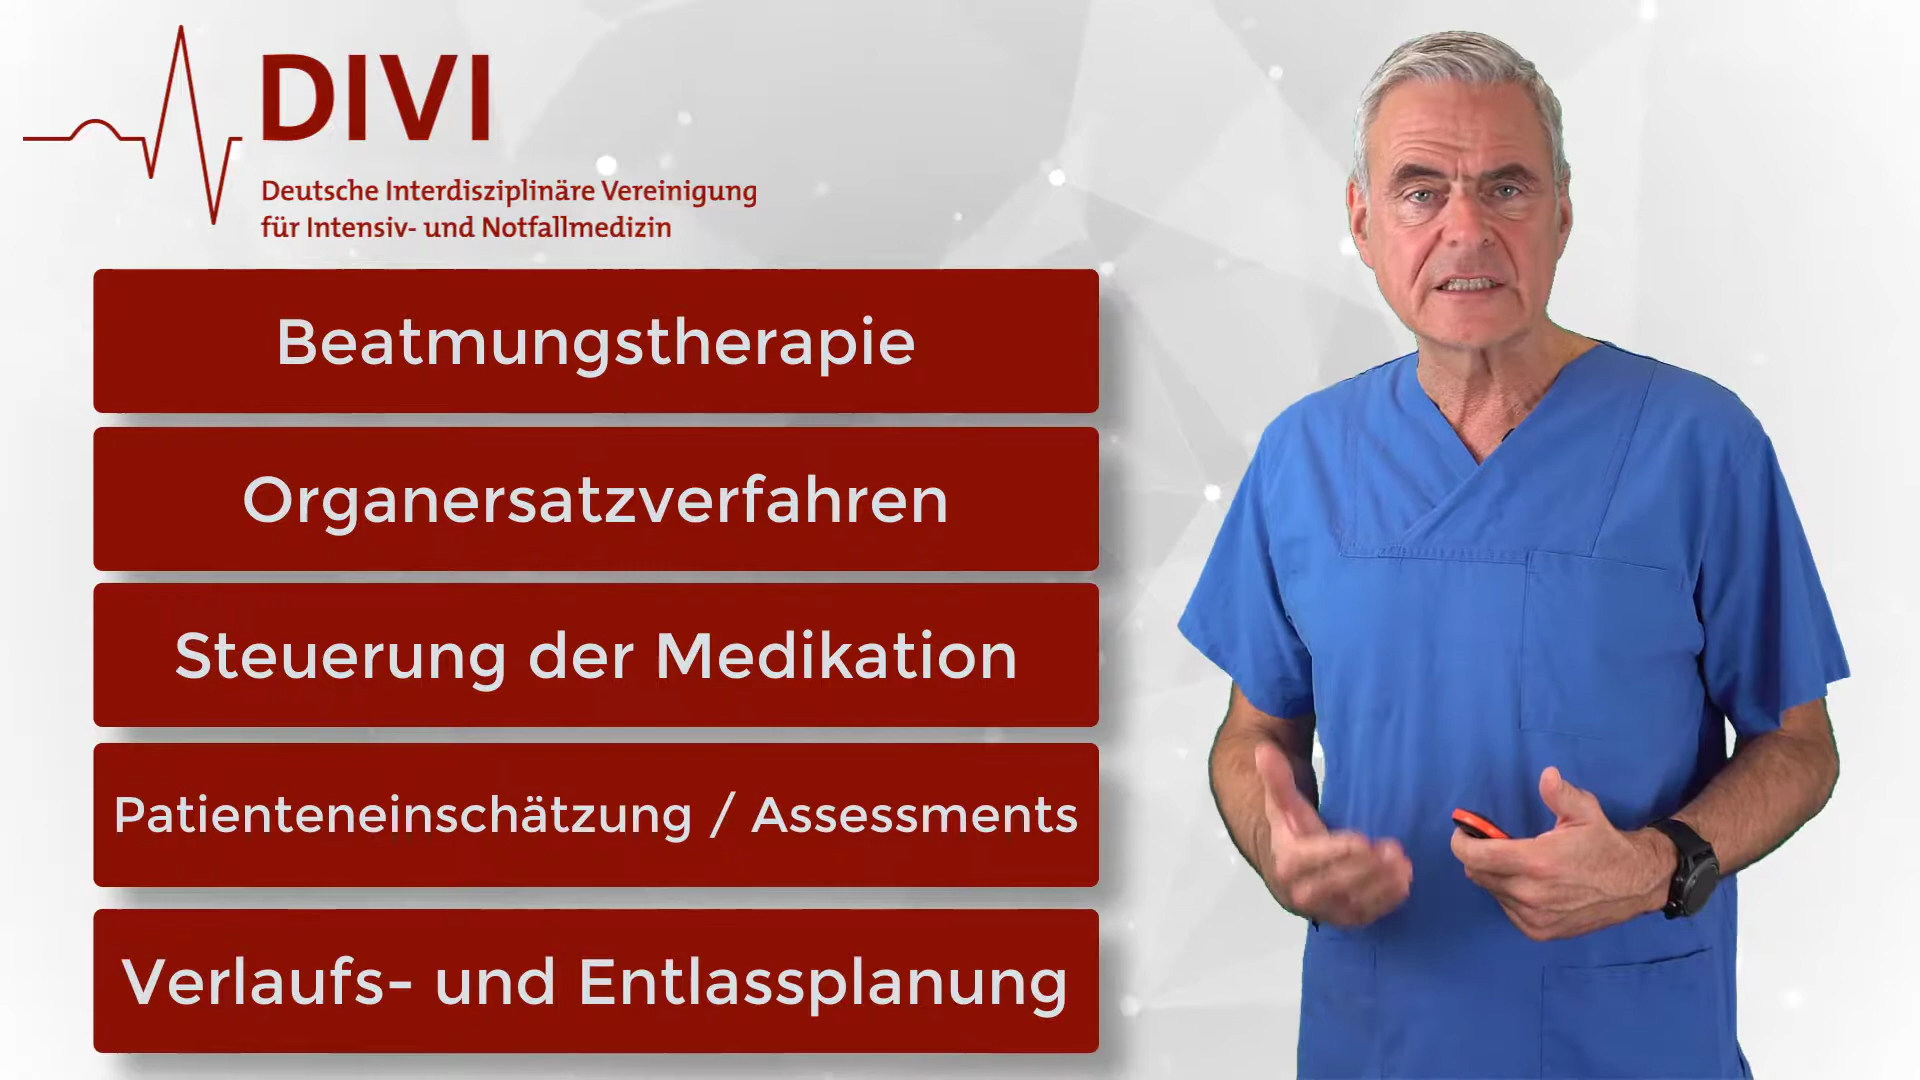 DIVI
Deutsche Interdisziplinäre Vereinigung
für Intensiv- und Notfallmedizin
Beatmungstherapie
Organersatzverfahren
Steuerung der Medikation
Patienteneinschätzung / Assessments
Verlaufs- und Entlassplanung